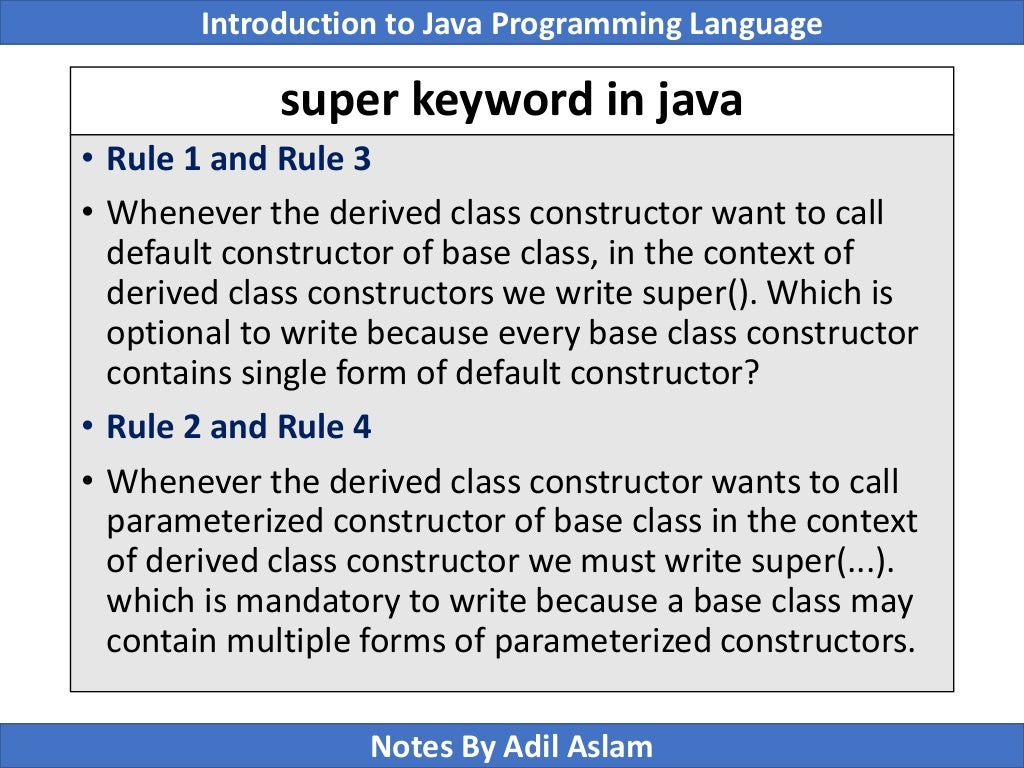 Introduction to Java Programming Language
super keyword in java
• Rule 1 and Rule 3
• Whenever the derived class constructor want to call
default constructor of base class, in the context of
derived class constructors we write super(). Which is
optional to write because every base class constructor
contains single form of default constructor?
• Rule 2 and Rule 4
• Whenever the derived class constructor wants to call
parameterized constructor of base class in the context
of derived class constructor we must write super(...).
which is mandatory to write because a base class may
contain multiple forms of parameterized constructors.
Notes By Adil Aslam